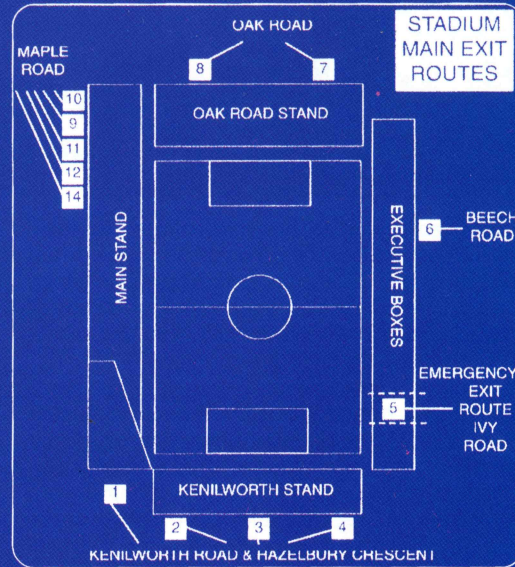 STADIUM
MAIN EXIT
ROUTES
OAK ROAD
MAPLE
ROAD
8
7
10
9
11
12
14
OAK ROAD STAND
MAIN STAND
EXECUTIVE BOXES
6
BEECH
ROAD
EMERGENCY
EXIT
ROUTE
IVY
ROAD
5
KENILWORTH STAND
1
2
3
4
KENILWORTH ROAD & HAZELBURY CRESCENT